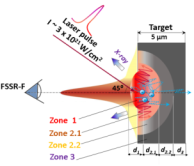 Target
5 μm
Laser pulse
I ~ 3 x 10²¹ W/cm²
X-ray
45°
FSSR-F
Zone 1
Zone 2.1
Zone 2.2
Zone 3
d₁ d₂.₁ d₂.₂ d₃